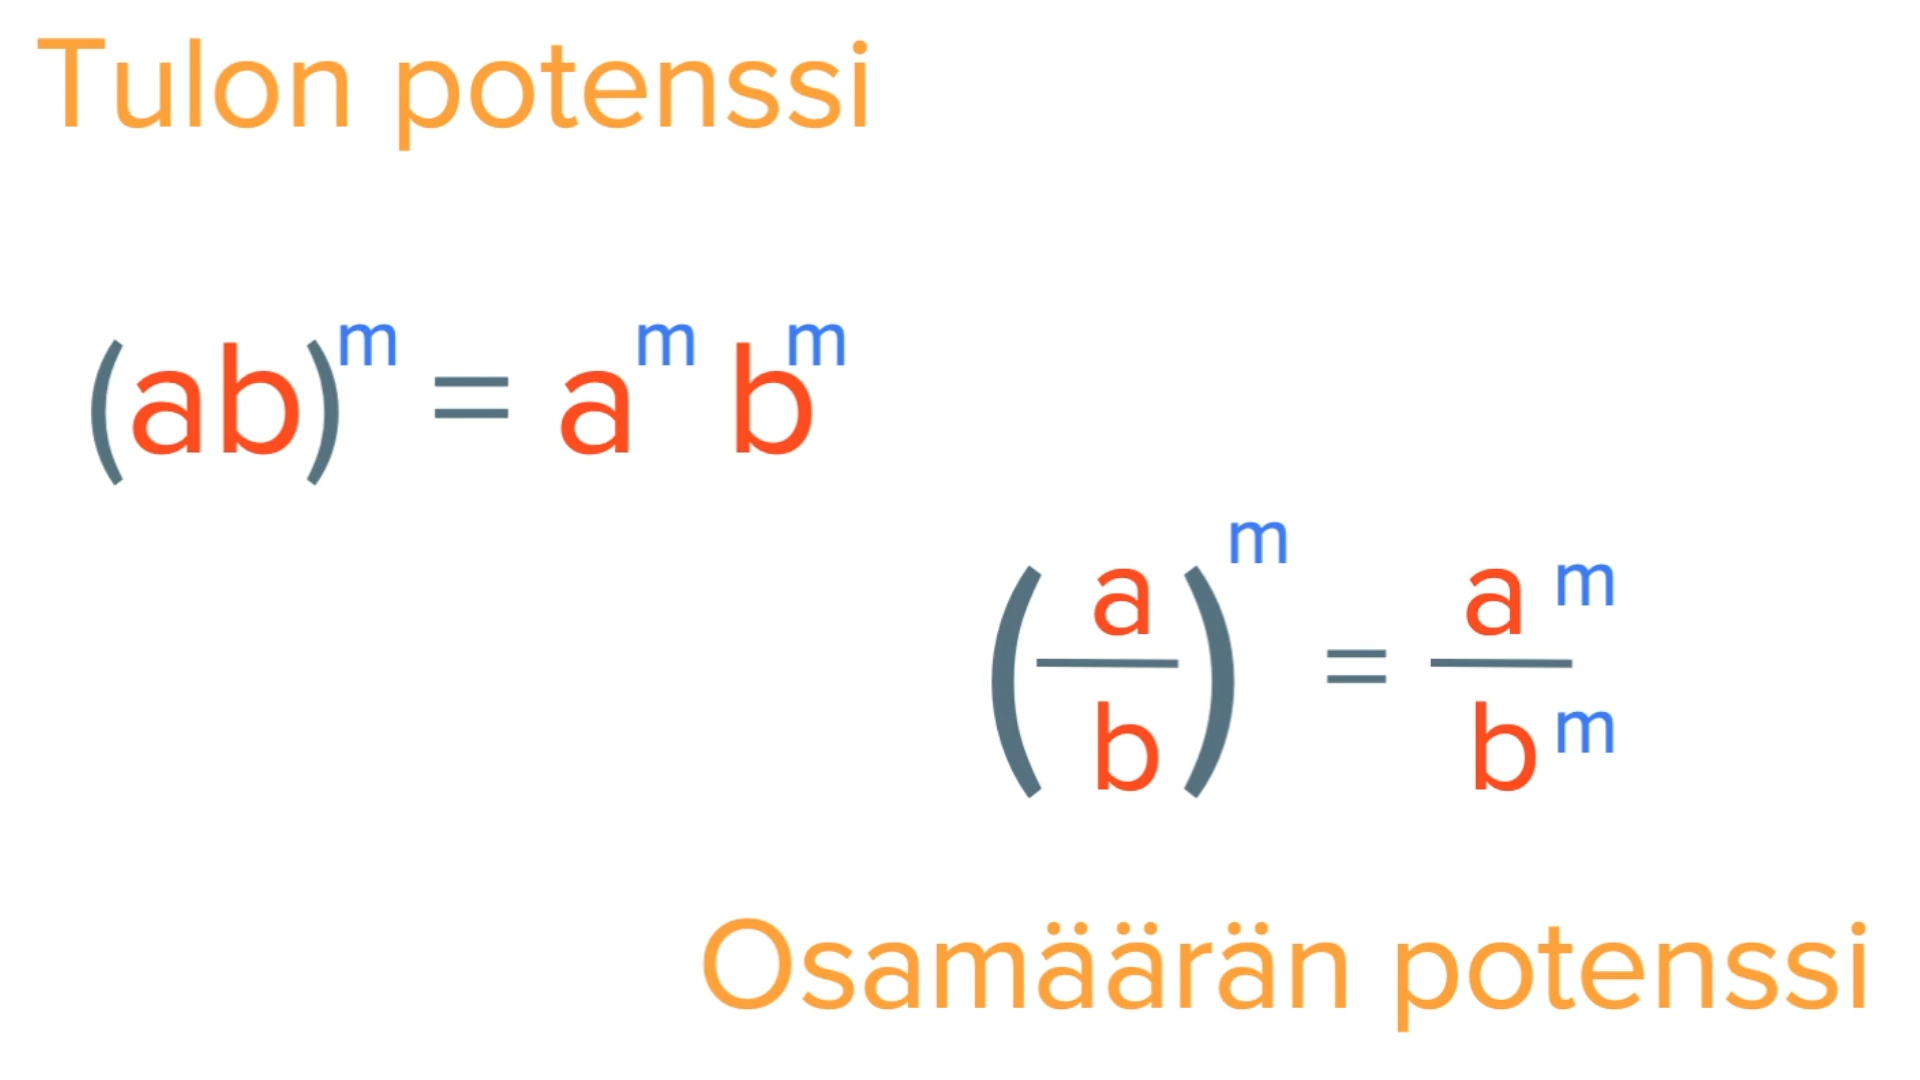 Tulon potenssi
(ab)^m = a^m b^m
(a/b)^m = a^m/b^m
Osamäärän potenssi